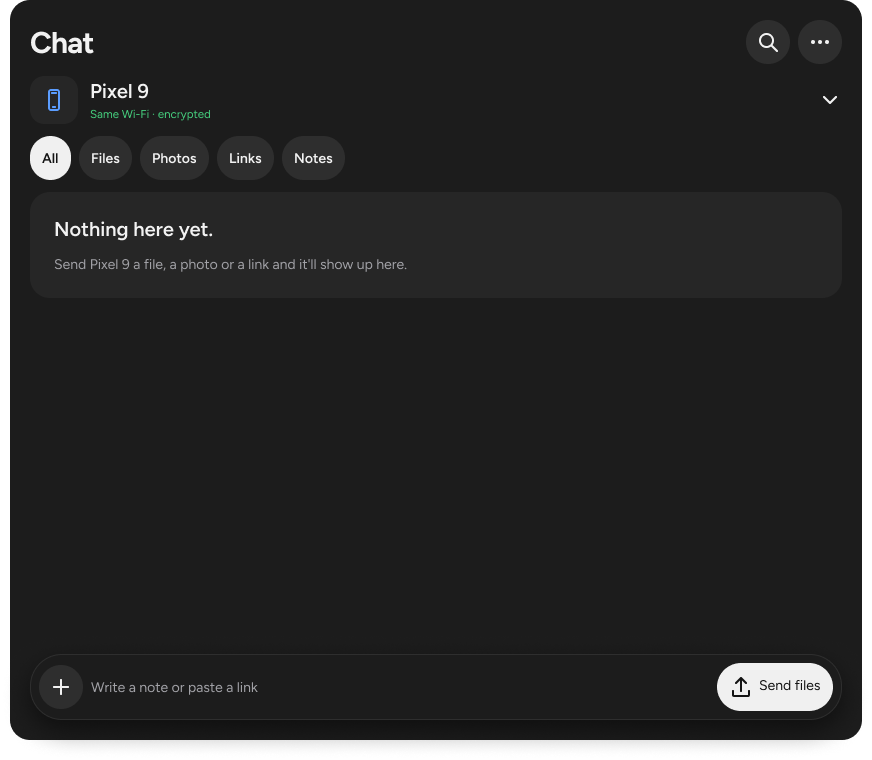 Chat
Pixel 9
Same Wi-Fi · encrypted
All
Files
Photos
Links
Notes
Nothing here yet.
Send Pixel 9 a file, a photo or a link and it'll show up here.
Write a note or paste a link
Send files